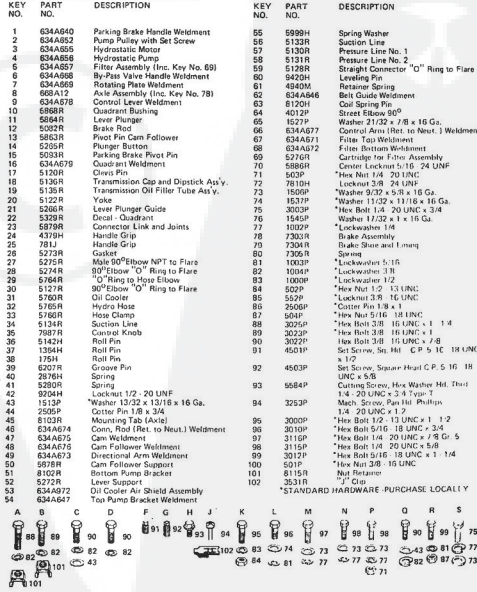 KEY NO. PART NO. DESCRIPTION
1 634A640 Parking Brake Handle Weldment
2 634A652 Pump Pulley with Set Screw
3 634A655 Hydrostatic Motor
4 634A656 Hydrostatic Pump
5 634A657 Filter Assembly (Inc. Key No. 69)
6 634A668 By-Pass Valve Handle Weldment
7 634A669 Rotating Plate Weldment
8 608A12 Axle Assembly (Inc. Key No. 78)
9 634A678 Control Lever Weldment
10 5868R Quadrant Bushing
11 5864R Lever Plunger
12 5082R Brake Rod
13 5863R Pivot Pin Cam Follower
14 5265R Plunger Button
15 5093R Parking Brake Pivot Pin
16 634A679 Quadrant Weldment
17 5120R Clevis Pin
18 5136R Transmission Cap and Dipstick Ass'y.
19 5135R Transmission Oil Filler Tube Ass'y.
20 5122R Yoke
21 5266R Lever Plunger Guide
22 5329R Decal - Quadrant
23 5879R Connector Link and Joints
24 4379H Handle Grip
25 781J Handle Grip
26 5273R Gasket
27 5275R Male 90° Elbow NPT to Flare
28 5274R 90° Elbow "O" Ring to Flare
29 5764R "O" Ring to Hose Elbow
30 5127R 90° Elbow "O" Ring to Flare
31 5760R Oil Cooler
32 5765R Hydro Hose
33 5766R Hose Clamp
34 5134R Suction Line
35 7987R Control Knob
36 5142H Roll Pin
37 1364H Roll Pin
38 175H Roll Pin
39 6207R Groove Pin
40 2876H Spring
41 5280R Spring
42 9204H Locknut 1/2 - 20 UNF
43 1513P *Washer 13/32 x 13/16 x 16 Ga.
44 2505P Cotter Pin 1/8 x 3/4
45 8103R Mounting Tab (Axle)
46 634A674 Conn, Rod (Ret. to Neut.) Weldment
47 634A675 Cam Weldment
48 634A676 Cam Follower Weldment
49 634A673 Directional Arm Weldment
50 5878R Cam Follower Support
51 8102R Bottom Pump Bracket
52 5272R Lever Support
53 634A972 Oil Cooler Air Shield Assembly
54 634A647 Top Pump Bracket Weldment
KEY NO. PART NO. DESCRIPTION
55 5999H Spring Washer
56 5133R Suction Line
57 5130R Pressure Line No. 1
58 5131R Pressure Line No. 2
59 5128R Straight Connector "O" Ring to Flare
60 9420H Leveling Pin
61 4940M Retainer Spring
62 634A646 Belt Guide Weldment
63 8120H Coil Spring Pin
64 4012P Street Elbow 90°
65 1527P Washer 21/32 x 7/8 x 16 Ga.
66 634A677 Control Arm (Ret. to Neut.) Weldment
67 634A671 Filter Top Weldment
68 634A672 Filter Bottom Weldment
69 5276R Cartridge for Filter Assembly
70 5886R Center Locknut 5/16 - 24 UNF
71 503P *Hex Nut 1/4 - 20 UNC
72 7810H Locknut 3/8 - 24 UNF
73 1506P *Washer 9/32 x 5/8 x 16 Ga.
74 1537P *Washer 11/32 x 11/16 x 16 Ga.
75 3003P *Hex Bolt 1/4 - 20 UNC x 3/4
76 1545P *Washer 17/32 x 1 x 16 Ga.
77 1002P *Lockwasher 1/4
78 7303R Brake Assembly
79 7304R Brake Shoe and Lining
80 7305R Spring
81 1003P *Lockwasher 5/16
82 1004P *Lockwasher 3/8
83 1000P *Lockwasher 1/2
84 502P *Hex Nut 1/2 - 13 UNC
85 552P *Locknut 3/8 - 16 UNC
86 2506P *Cotter Pin 1/8 x 1
87 504P *Hex Nut 5/16 - 18 UNC
88 3025P *Hex Bolt 3/8 - 16 UNC x 1 - 1/4
89 3023P *Hex Bolt 3/8 - 16 UNC x 1
90 3022P *Hex Bolt 3/8 - 16 UNC x 7/8
91 4501P Set Screw, Sq. Hd. C.P. 5/16 - 18 UNC
x 1/2
92 4503P Set Screw, Square Head C.P. 5/16 - 18
UNC x 5/8
93 5584P Cutting Screw, Hex Washer Hd. Thrd
1/4 - 20 UNC x 3/4 Type T
94 3253P Mach. Screw, Pan Hd. Phillips
1/4 - 20 UNC x 1/2
95 3000P *Hex Bolt 1/2 - 13 UNC x 1 - 1/2
96 3010P *Hex Bolt 5/16 - 18 UNC x 3/4
97 3116P *Hex Bolt 1/4 - 20 UNC x 7/8 Gr. 5
98 3115P *Hex Bolt 1/4 - 20 UNC x 5/8
99 3012P *Hex Bolt 5/16 - 18 UNC x 1 - 1/4
100 501P *Hex Nut 3/8 - 16 UNC
101 8115R Nut Retainer
102 3531R "J" Clip
*STANDARD HARDWARE-PURCHASE LOCALLY
A B C D F G H J K L M N P Q R S
88 89 90 90 91 92 93 94 95 96 97 98 98 90 99 75
82 82 82 82 102 83 74 73 73 73 43 81 77
101 101 43 84 81 77 77 77 82 87 73
71